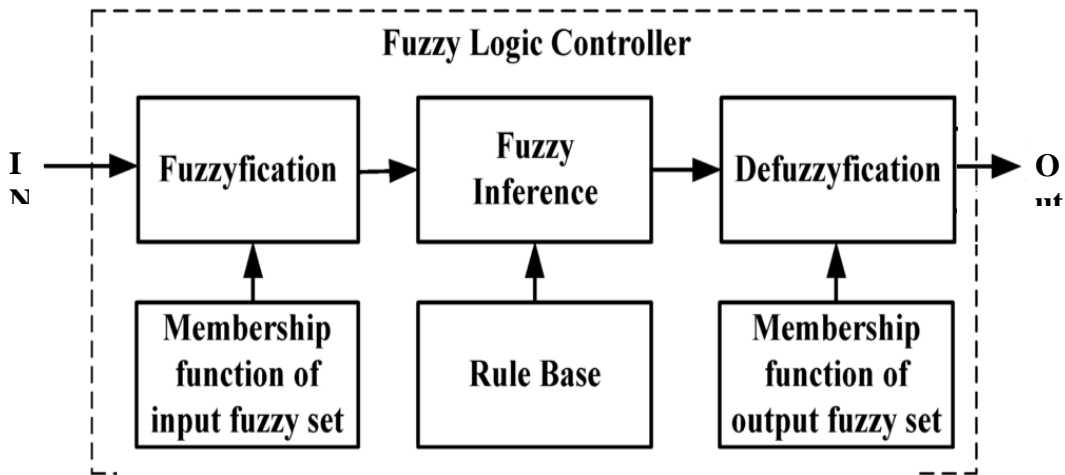 Fuzzy Logic Controller
I
N
Fuzzyfication
Fuzzy
Inference
Defuzzyfication
O
ut
Membership
function of
input fuzzy set
Rule Base
Membership
function of
output fuzzy set